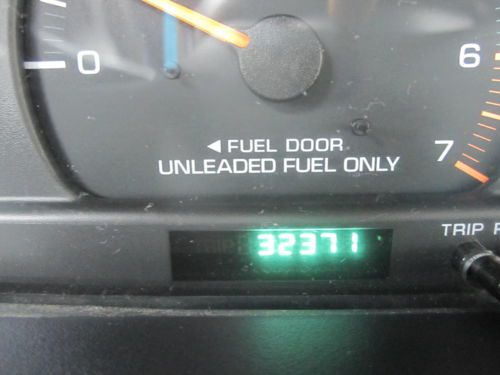 0
6
◄ FUEL DOOR
UNLEADED FUEL ONLY
7
TRIP
32371